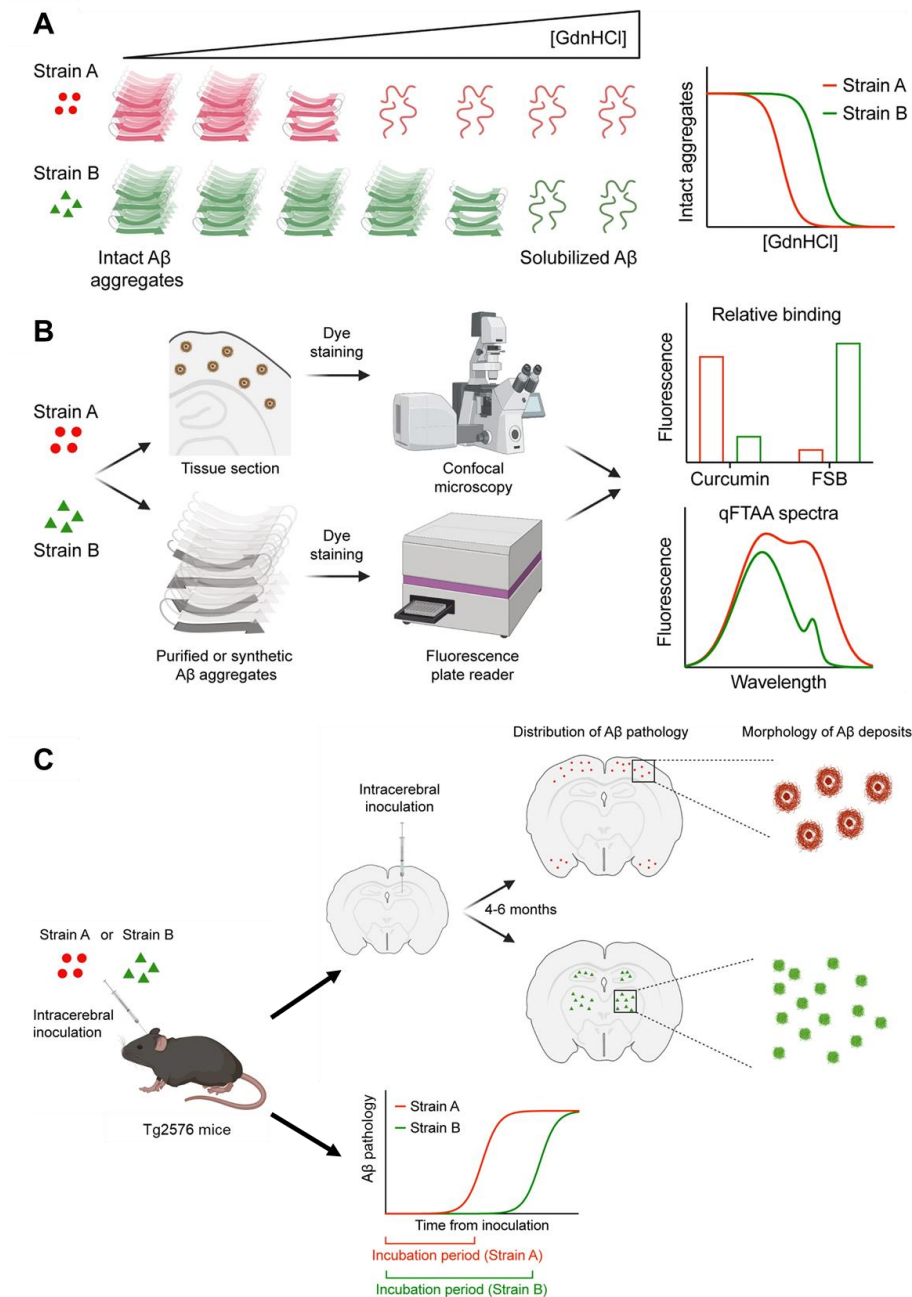 A
[GdnHCl]
Strain A
Strain B
Intact Aβ
aggregates
Solubilized Aβ
Intact aggregates
Strain A
Strain B
[GdnHCl]
B
Strain A
Strain B
Tissue section
Dye
staining
Confocal
microscopy
Purified or synthetic
Aβ aggregates
Dye
staining
Fluorescence
plate reader
Relative binding
Fluorescence
Curcumin
FSB
qFTAA spectra
Fluorescence
Wavelength
C
Strain A or Strain B
Intracerebral
inoculation
Tg2576 mice
Intracerebral
inoculation
4-6 months
Distribution of Aβ pathology
Morphology of Aβ deposits
Aβ pathology
Strain A
Strain B
Time from inoculation
Incubation period (Strain A)
Incubation period (Strain B)